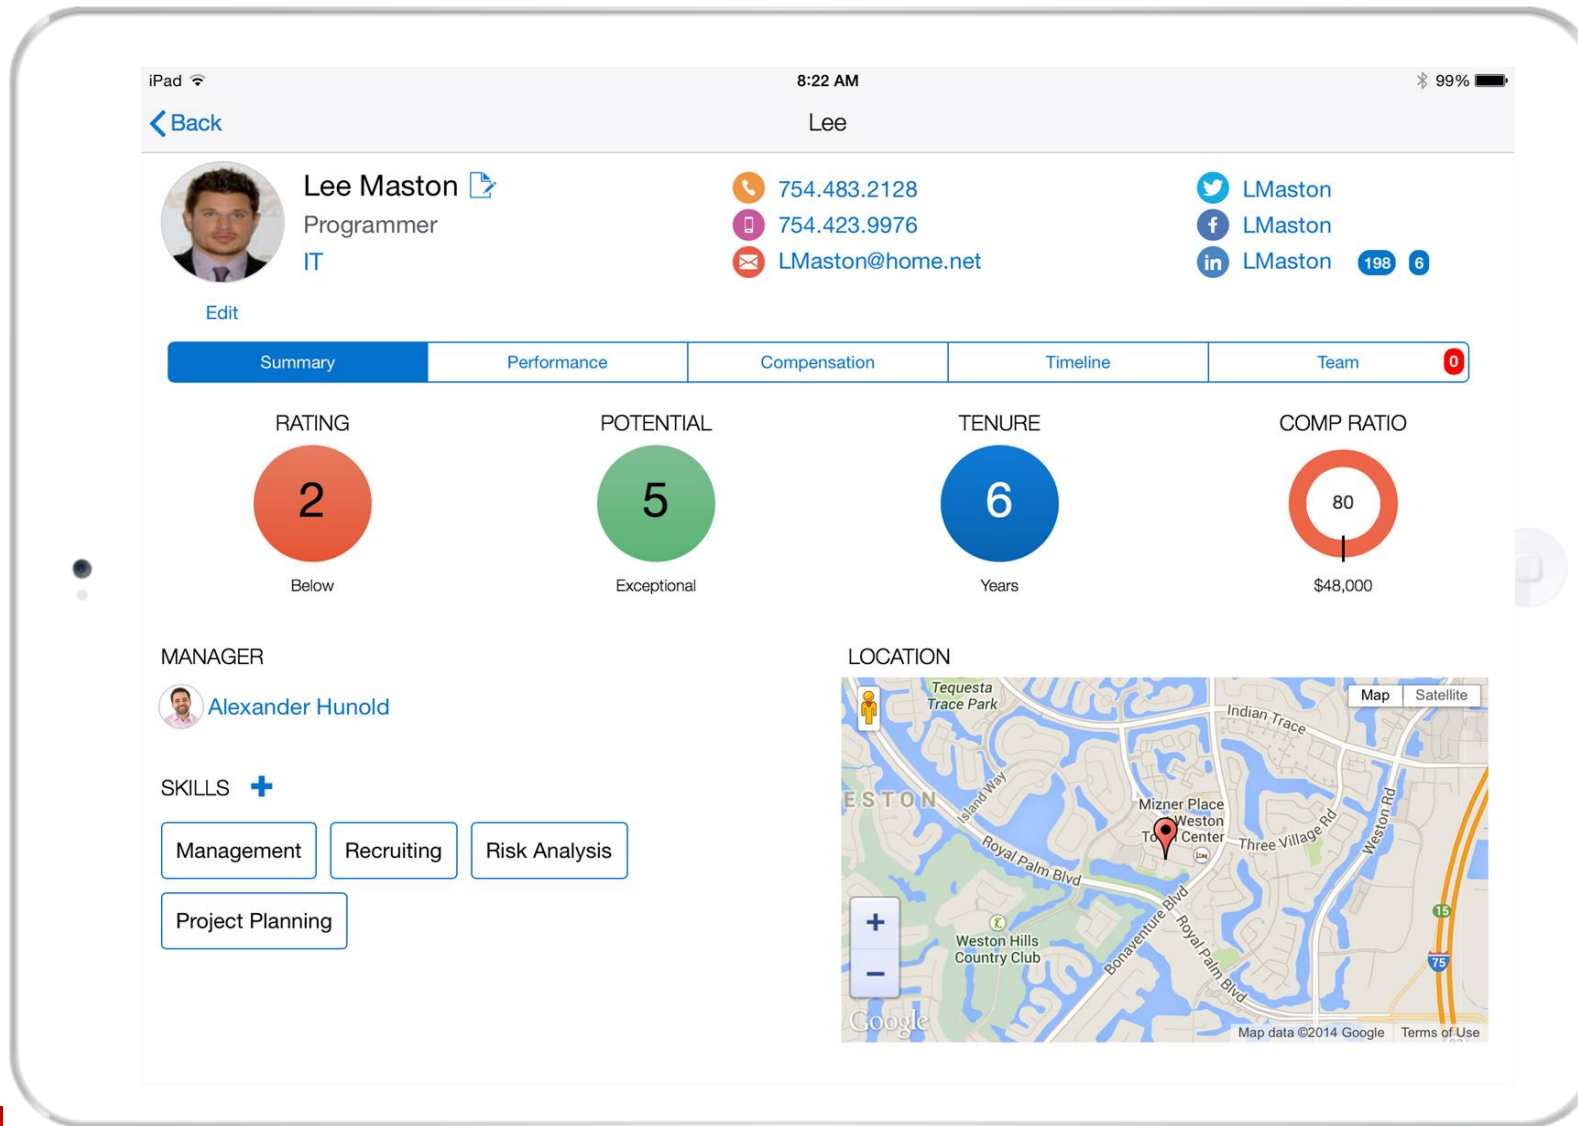 iPad 8:22 AM 99%
Back Lee
Lee Maston
Programmer
IT
Edit
754.483.2128
754.423.9976
LMaston@home.net
LMaston
LMaston
LMaston 198 6
Summary Performance Compensation Timeline Team 0
RATING POTENTIAL TENURE COMP RATIO
2 5 6 80
Below Exceptional Years $48,000
MANAGER
Alexander Hunold
SKILLS +
Management Recruiting Risk Analysis
Project Planning
LOCATION
Tequesta
Trace Park
Map Satellite
Indian Trace
Island Way
ESTON
Mizner Place
Weston
Center
Three Village Rd
Weston Rd
Royal Palm Blvd
+
Weston Hills
Country Club
−
Bonaventure Blvd
Royal Palm Blvd
15
75
Google
Map data ©2014 Google Terms of Use